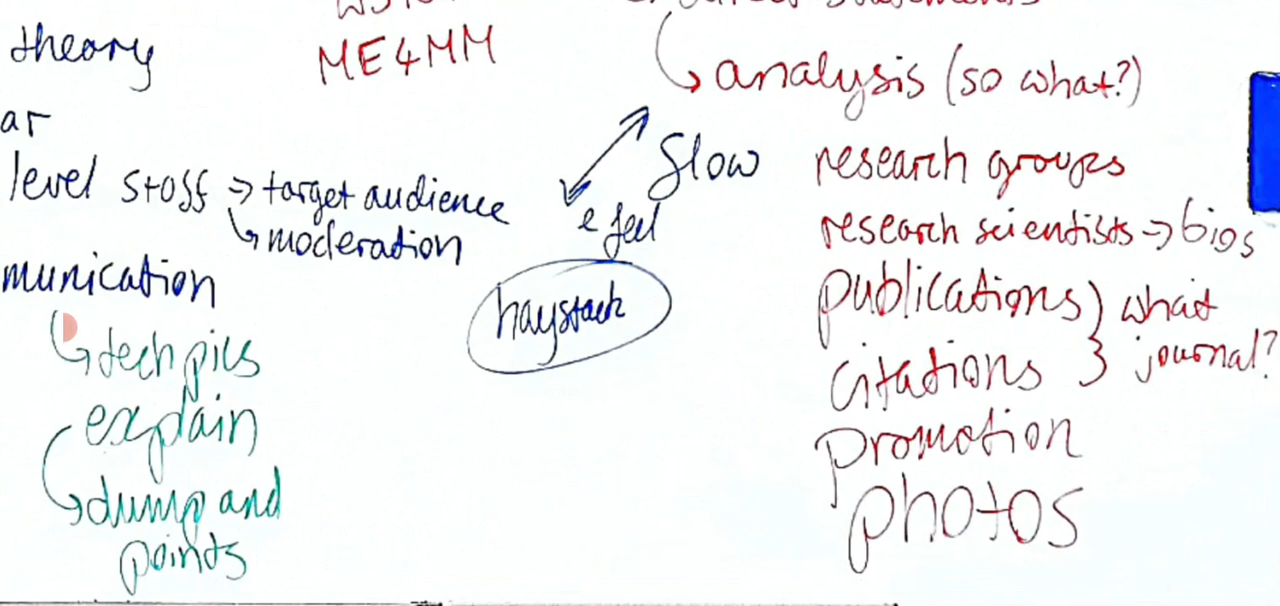 theory
ME4MM
analysis (so what?)
ar
level stoff ⇒ target audience
↳ moderation
munication
↳ tech pics
explain
↳ dump and
points
flow
e feel
haystack
research groups
research scientists → bios
publications } what
citations } journal?
promotion
photos